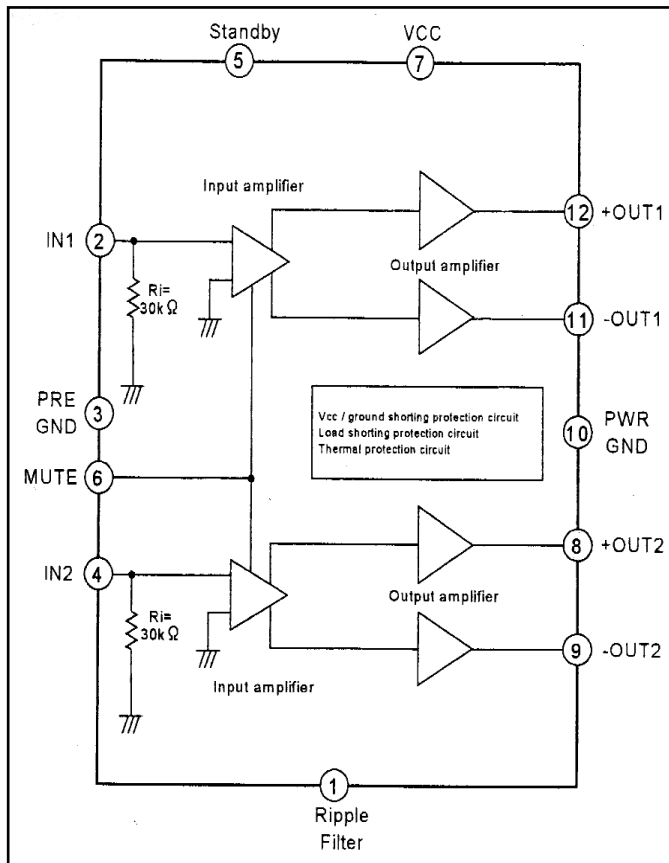 Standby
VCC
5
7
Input amplifier
IN1
2
12
+OUT1
Ri=
30kΩ
Output amplifier
11
-OUT1
PRE
GND
3
Vcc / ground shorting protection circuit
Load shorting protection circuit
Thermal protection circuit
10
PWR
GND
MUTE
6
IN2
4
8
+OUT2
Ri=
30kΩ
Output amplifier
9
-OUT2
Input amplifier
1
Ripple
Filter